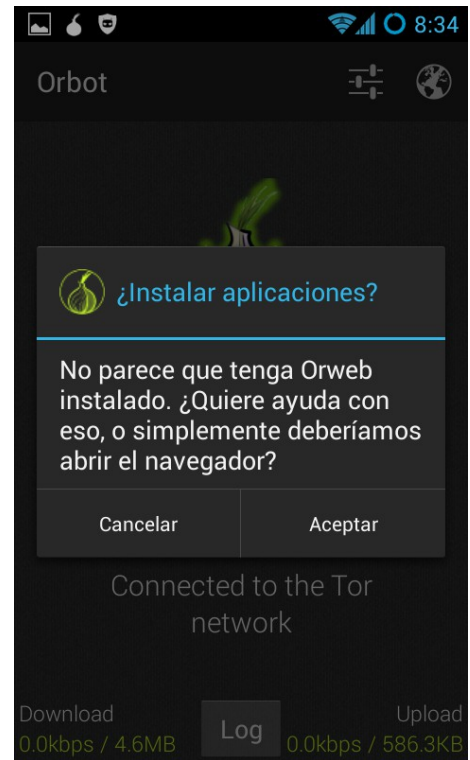 8:34
Orbot
¿Instalar aplicaciones?
No parece que tenga Orweb
instalado. ¿Quiere ayuda con
eso, o simplemente deberíamos
abrir el navegador?
Cancelar Aceptar
Connected to the Tor
network
Download Upload
0.0kbps / 4.6MB Log 0.0kbps / 586.3KB